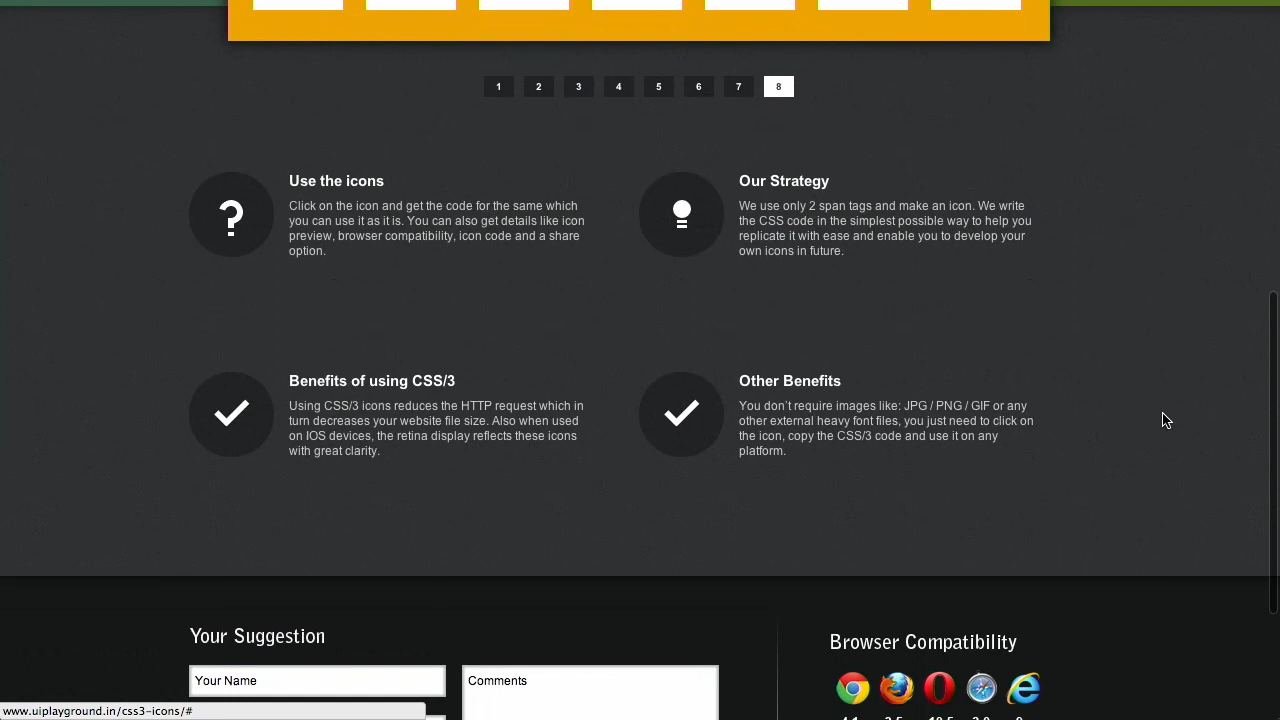 1 2 3 4 5 6 7 8
Use the icons
Click on the icon and get the code for the same which
you can use it as it is. You can also get details like icon
preview, browser compatibility, icon code and a share
option.
Our Strategy
We use only 2 span tags and make an icon. We write
the CSS code in the simplest possible way to help you
replicate it with ease and enable you to develop your
own icons in future.
Benefits of using CSS/3
Using CSS/3 icons reduces the HTTP request which in
turn decreases your website file size. Also when used
on IOS devices, the retina display reflects these icons
with great clarity.
Other Benefits
You don't require images like: JPG / PNG / GIF or any
other external heavy font files, you just need to click on
the icon, copy the CSS/3 code and use it on any
platform.
Your Suggestion
Your Name
Comments
Browser Compatibility
www.uiplayground.in/css3-icons/#